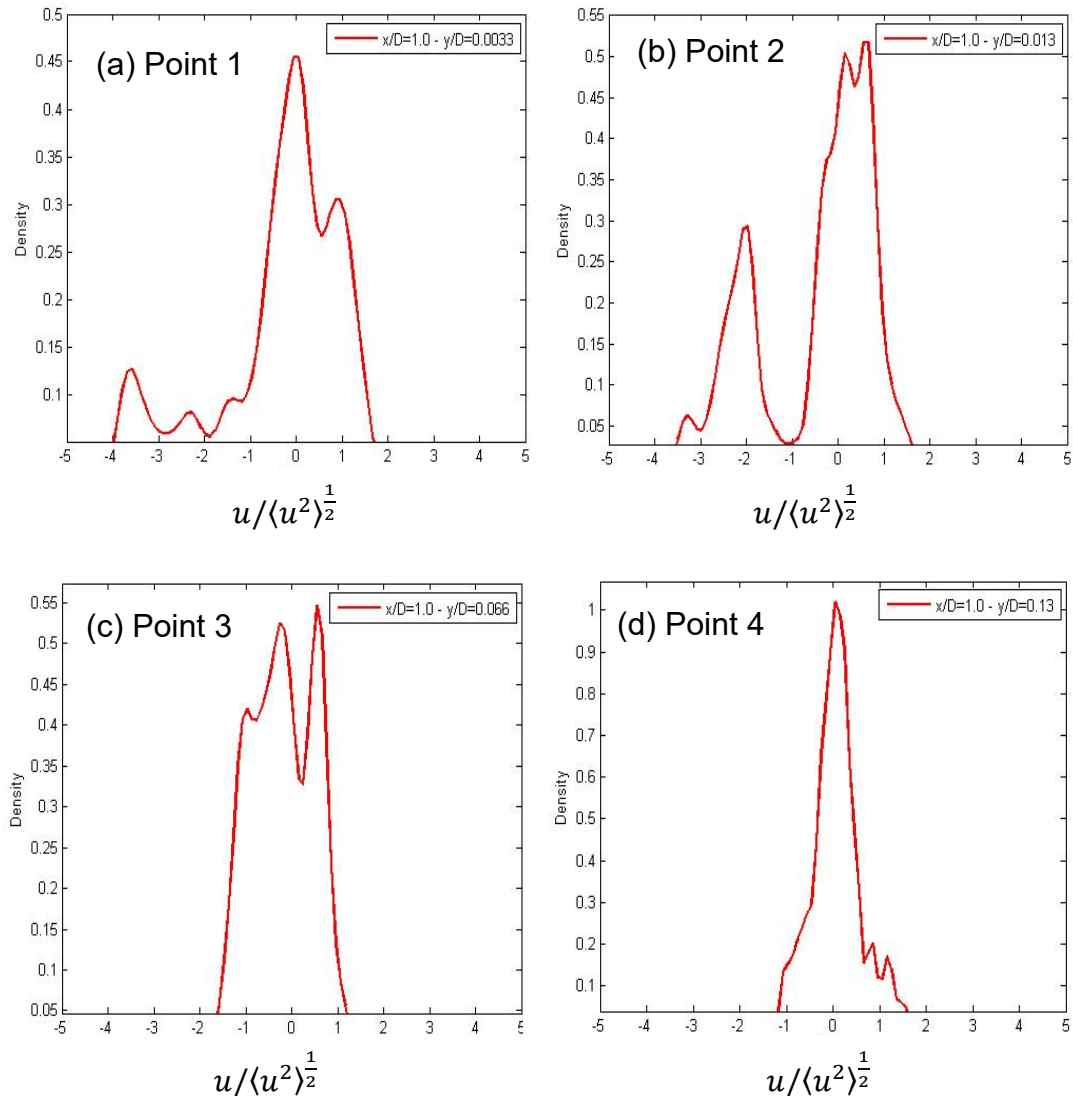 (a) Point 1
x/D=1.0 - y/D=0.0033
Density
0.5
0.45
0.4
0.35
0.3
0.25
0.2
0.15
0.1
-5 -4 -3 -2 -1 0 1 2 3 4 5
u/⟨u²⟩^1/2
(b) Point 2
x/D=1.0 - y/D=0.013
Density
0.55
0.5
0.45
0.4
0.35
0.3
0.25
0.2
0.15
0.1
0.05
-5 -4 -3 -2 -1 0 1 2 3 4 5
u/⟨u²⟩^1/2
(c) Point 3
x/D=1.0 - y/D=0.066
Density
0.55
0.5
0.45
0.4
0.35
0.3
0.25
0.2
0.15
0.1
0.05
-5 -4 -3 -2 -1 0 1 2 3 4 5
u/⟨u²⟩^1/2
(d) Point 4
x/D=1.0 - y/D=0.13
Density
1
0.9
0.8
0.7
0.6
0.5
0.4
0.3
0.2
0.1
-5 -4 -3 -2 -1 0 1 2 3 4 5
u/⟨u²⟩^1/2